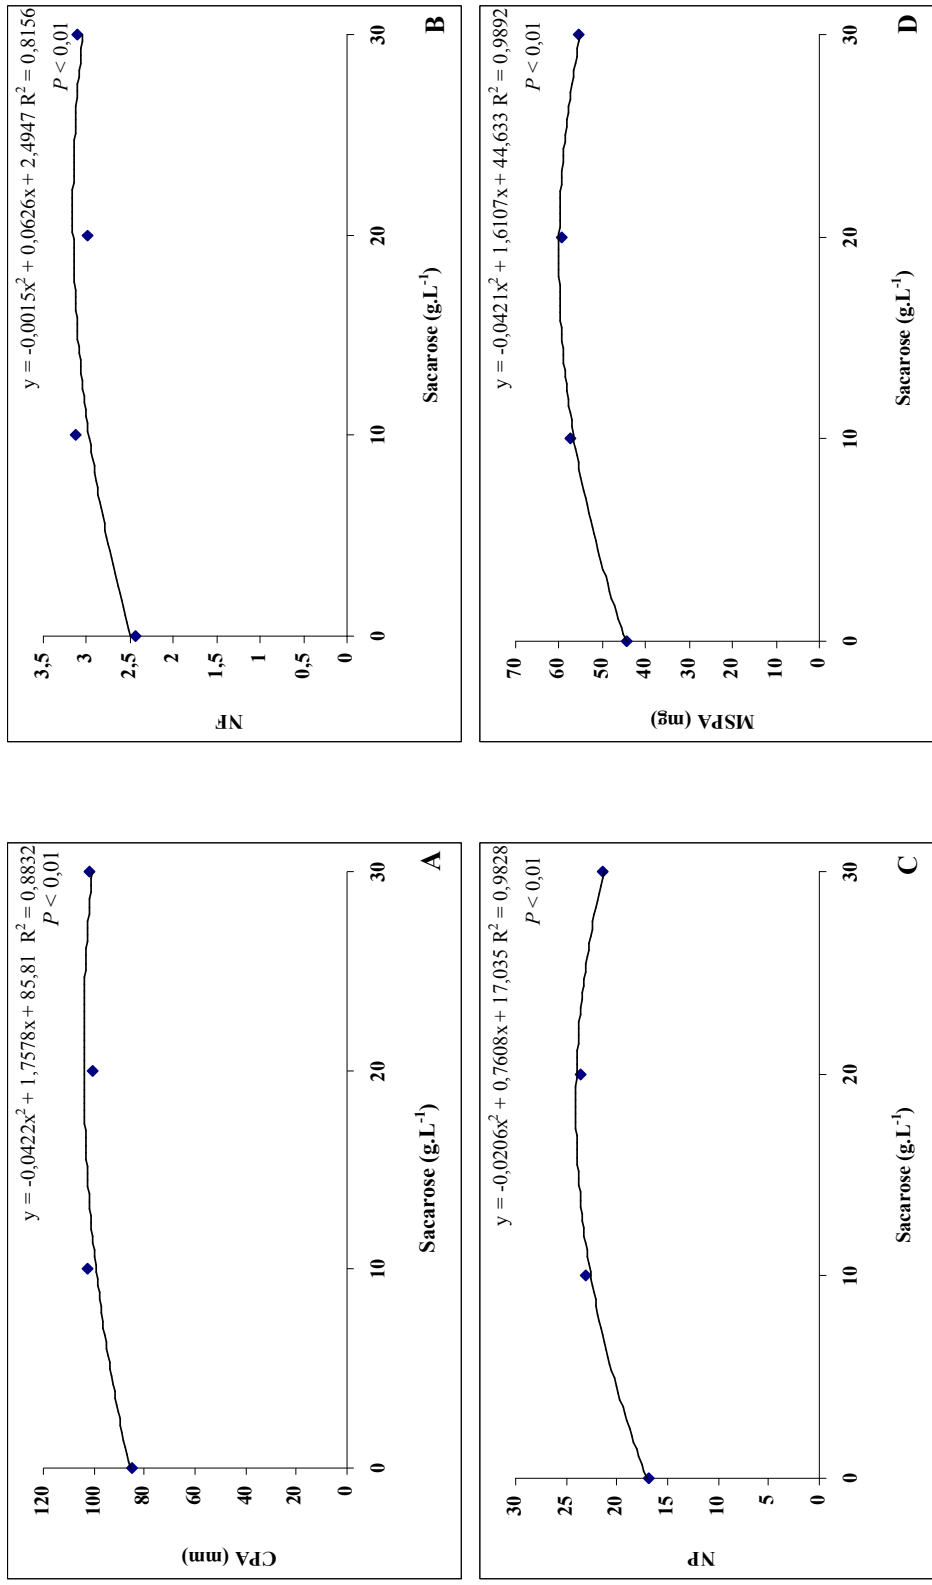 y = -0,0422x² + 1,7578x + 85,81 R² = 0,8832
P < 0,01
120
100
80
60
40
20
0
0
10
20
30
CPA (mm)
Sacarose (g.L⁻¹)
A
y = -0,0015x² + 0,0626x + 2,4947 R² = 0,8156
P < 0,01
3,5
3
2,5
2
1,5
1
0,5
0
0
10
20
30
NF
Sacarose (g.L⁻¹)
B
y = -0,0206x² + 0,7608x + 17,035 R² = 0,9828
P < 0,01
30
25
20
15
10
5
0
0
10
20
30
NP
Sacarose (g.L⁻¹)
C
y = -0,0421x² + 1,6107x + 44,633 R² = 0,9892
P < 0,01
70
60
50
40
30
20
10
0
0
10
20
30
MSPA (mg)
Sacarose (g.L⁻¹)
D